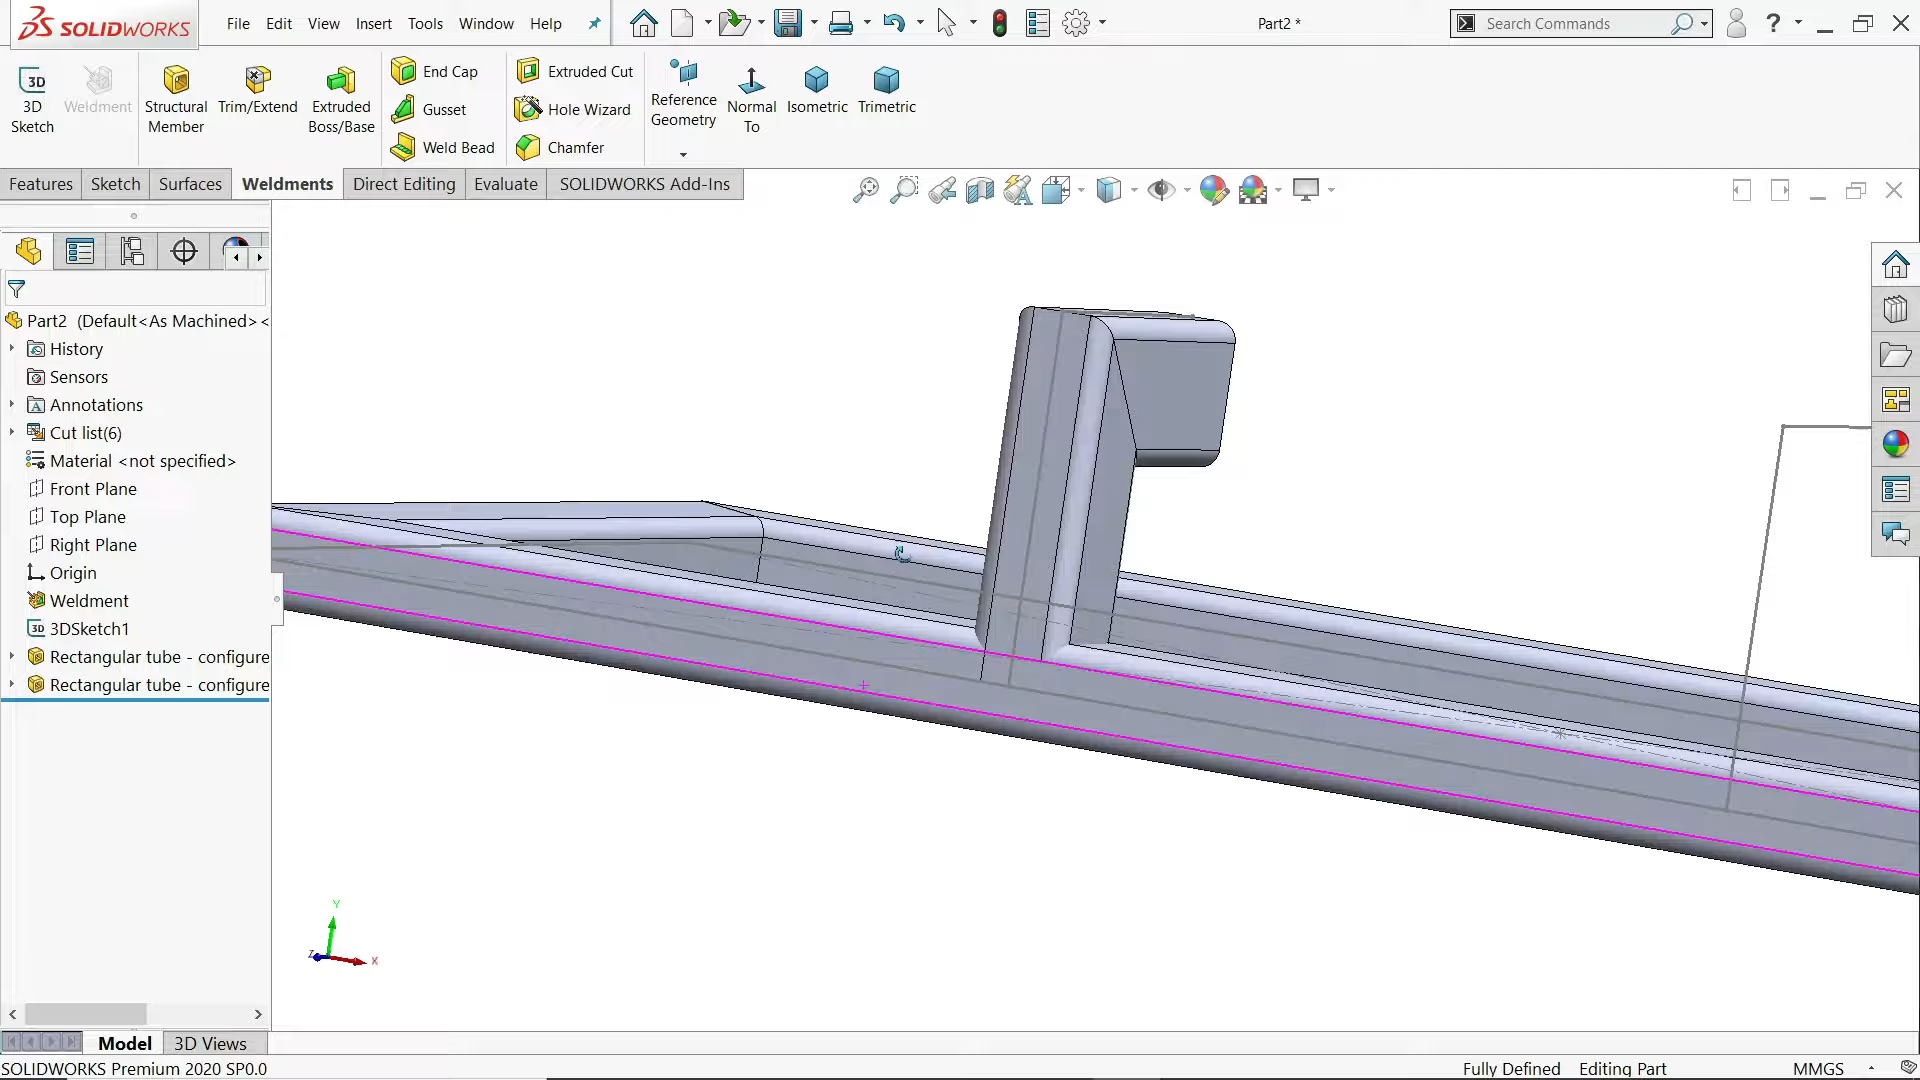 SOLIDWORKS File Edit View Insert Tools Window Help Part2 * Search Commands ?
3D Sketch
Weldment
Structural Member
Trim/Extend
Extruded Boss/Base
End Cap
Gusset
Weld Bead
Extruded Cut
Hole Wizard
Chamfer
Reference Geometry
Normal To
Isometric
Trimetric
Features Sketch Surfaces Weldments Direct Editing Evaluate SOLIDWORKS Add-Ins
Part2 (Default<As Machined><
History
Sensors
Annotations
Cut list(6)
Material <not specified>
Front Plane
Top Plane
Right Plane
Origin
Weldment
3D 3DSketch1
Rectangular tube - configure
Rectangular tube - configure
Y
Z
X
Model 3D Views
SOLIDWORKS Premium 2020 SP0.0 Fully Defined Editing Part MMGS